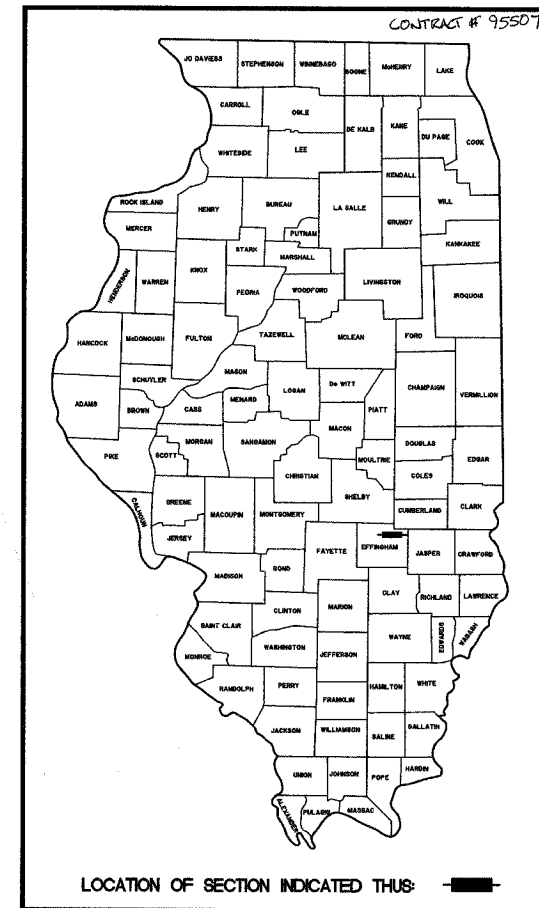 CONTRACT # 95507
JO DAVIESS
STEPHENSON
WINNEBAGO
BOONE
McHENRY
LAKE
CARROLL
OGLE
DE KALB
KANE
DU PAGE
COOK
WHITESIDE
LEE
KENDALL
WILL
ROCK ISLAND
HENRY
BUREAU
LA SALLE
GRUNDY
MERCER
PUTNAM
KANKAKEE
STARK
MARSHALL
HENDERSON
WARREN
KNOX
PEORIA
WOODFORD
LIVINGSTON
IROQUOIS
HANCOCK
McDONOUGH
FULTON
TAZEWELL
MCLEAN
FORD
MASON
SCHUYLER
LOGAN
De WITT
CHAMPAIGN
VERMILLION
ADAMS
BROWN
CASS
MENARD
PIATT
MACON
MORGAN
SANGAMON
DOUGLAS
PIKE
SCOTT
MOULTRIE
EDGAR
CHRISTIAN
COLES
SHELBY
CALHOUN
GREENE
MACOUPIN
MONTGOMERY
CUMBERLAND
CLARK
JERSEY
FAYETTE
EFFINGHAM
JASPER
CRAWFORD
MADISON
BOND
CLAY
RICHLAND
LAWRENCE
CLINTON
MARION
SAINT CLAIR
WAYNE
EDWARDS
WABASH
WASHINGTON
JEFFERSON
MONROE
RANDOLPH
PERRY
HAMILTON
WHITE
FRANKLIN
JACKSON
WILLIAMSON
SALINE
GALLATIN
UNION
JOHNSON
POPE
HARDIN
ALEXANDER
PULASKI
MASSAC
LOCATION OF SECTION INDICATED THUS: